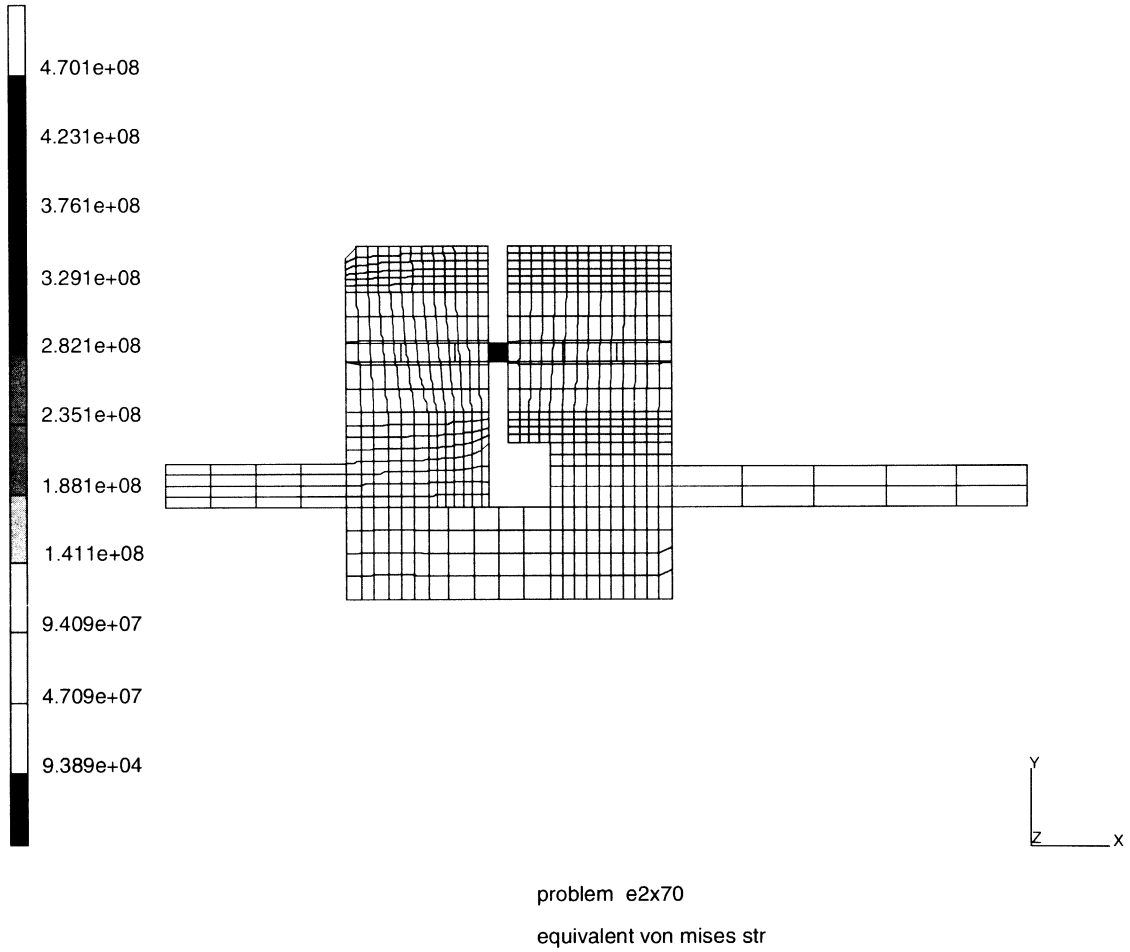 4.701e+08
4.231e+08
3.761e+08
3.291e+08
2.821e+08
2.351e+08
1.881e+08
1.411e+08
9.409e+07
4.709e+07
9.389e+04
Y
Z X
problem e2x70
equivalent von mises str